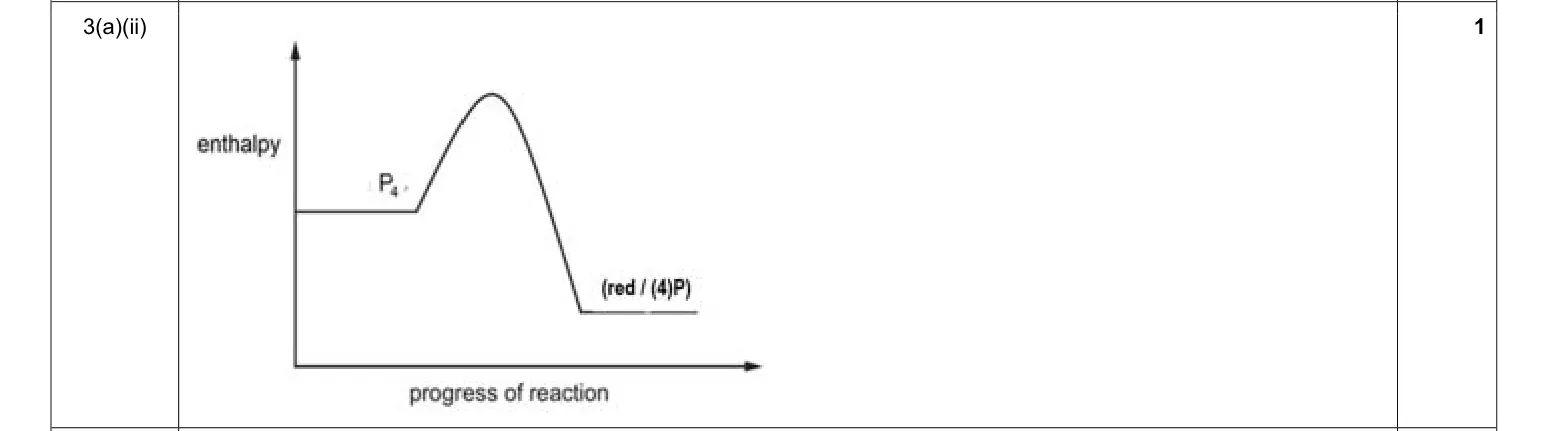 3(a)(ii)
1
enthalpy
P₄
(red / (4)P)
progress of reaction